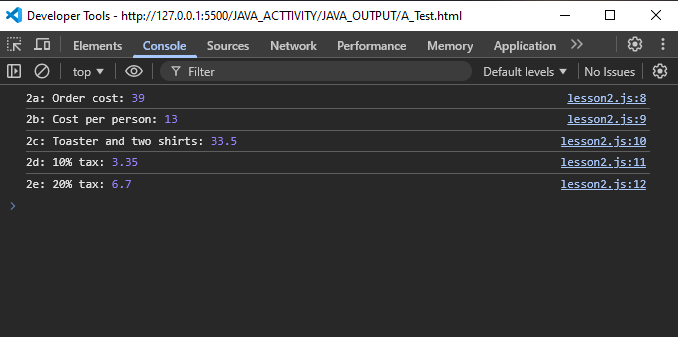 Developer Tools - http://127.0.0.1:5500/JAVA_ACTTIVITY/JAVA_OUTPUT/A_Test.html
Elements Console Sources Network Performance Memory Application
top Filter Default levels No Issues
2a: Order cost: 39 lesson2.js:8
2b: Cost per person: 13 lesson2.js:9
2c: Toaster and two shirts: 33.5 lesson2.js:10
2d: 10% tax: 3.35 lesson2.js:11
2e: 20% tax: 6.7 lesson2.js:12